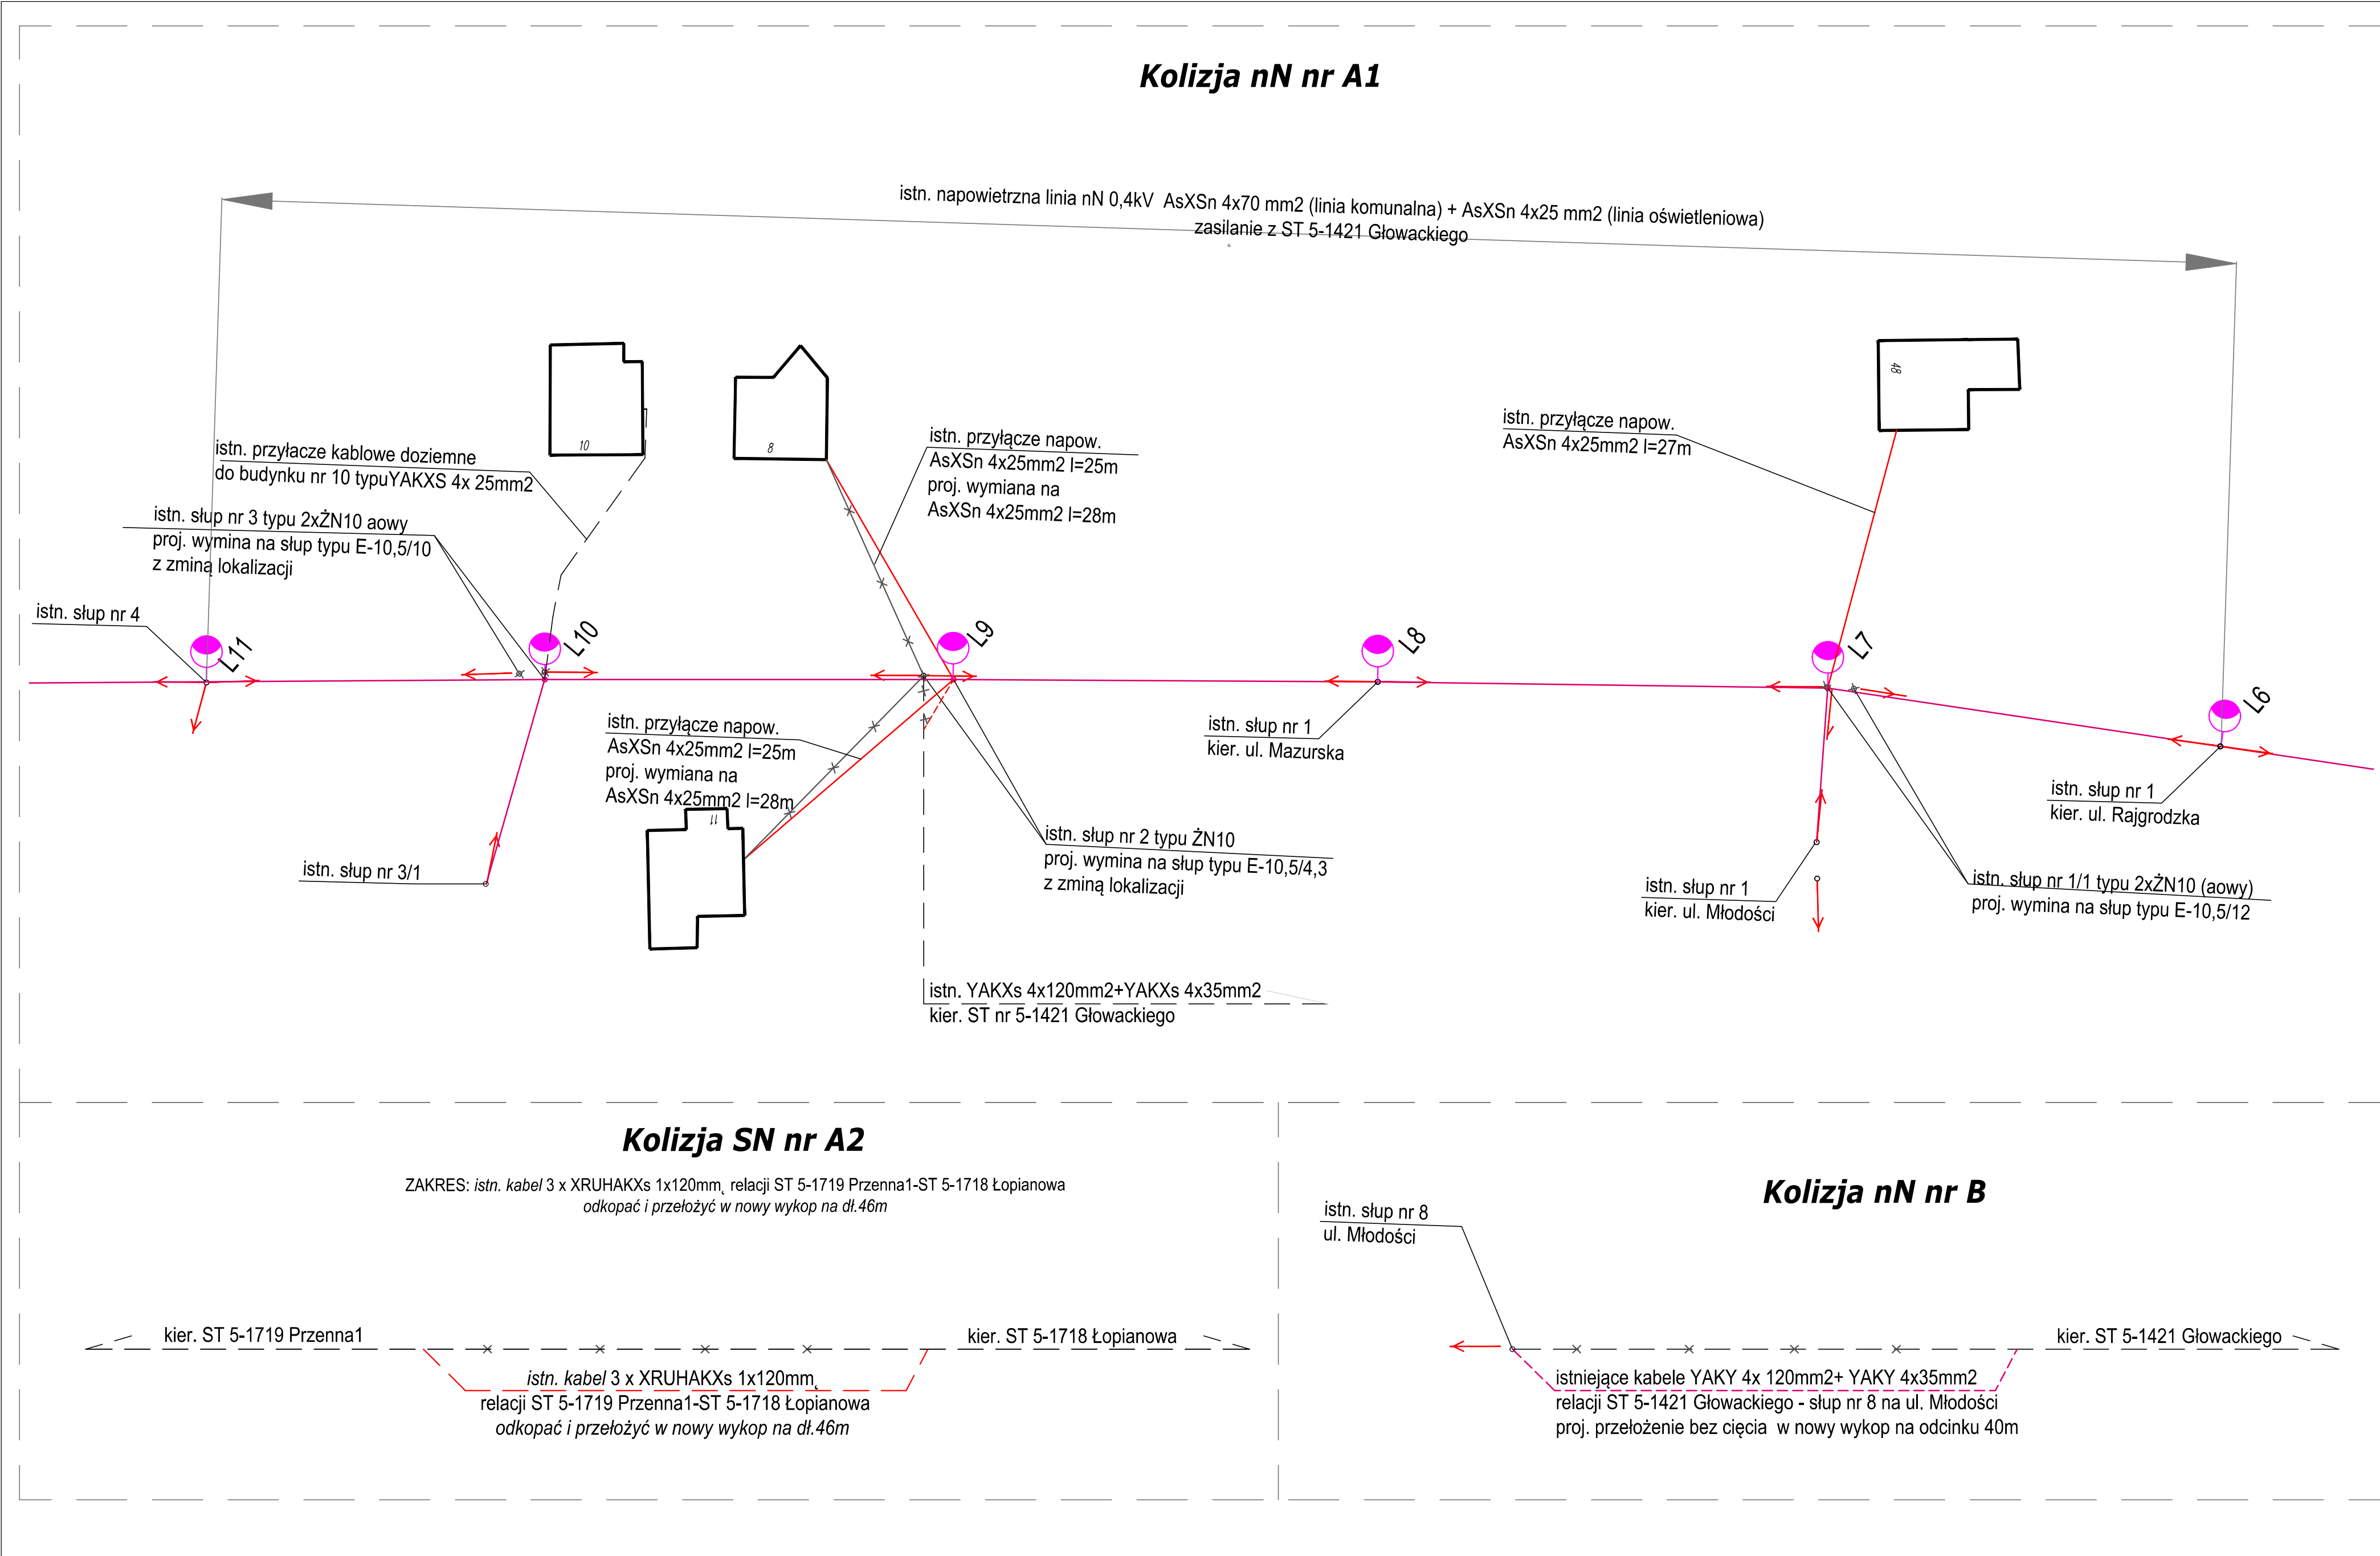 Kolizja nN nr A1
istn. napowietrzna linia nN 0,4kV AsXSn 4x70 mm2 (linia komunalna) + AsXSn 4x25 mm2 (linia oświetleniowa)
zasilanie z ST 5-1421 Głowackiego
10
8
48
istn. przyłacze kablowe doziemne
do budynku nr 10 typuYAKXS 4x 25mm2
istn. przyłącze napow.
AsXSn 4x25mm2 l=25m
proj. wymiana na
AsXSn 4x25mm2 l=28m
istn. przyłącze napow.
AsXSn 4x25mm2 l=27m
istn. słup nr 3 typu 2xŻN10 aowy
proj. wymina na słup typu E-10,5/10
z zminą lokalizacji
istn. słup nr 4
L11
L10
L9
L8
L7
L6
istn. przyłącze napow.
AsXSn 4x25mm2 l=25m
proj. wymiana na
AsXSn 4x25mm2 l=28m
11
istn. słup nr 1
kier. ul. Mazurska
istn. słup nr 1
kier. ul. Rajgrodzka
istn. słup nr 3/1
istn. słup nr 2 typu ŻN10
proj. wymina na słup typu E-10,5/4,3
z zminą lokalizacji
istn. słup nr 1
kier. ul. Młodości
istn. słup nr 1/1 typu 2xŻN10 (aowy)
proj. wymina na słup typu E-10,5/12
istn. YAKXs 4x120mm2+YAKXs 4x35mm2
kier. ST nr 5-1421 Głowackiego
Kolizja SN nr A2
ZAKRES: istn. kabel 3 x XRUHAKXs 1x120mm˛ relacji ST 5-1719 Przenna1-ST 5-1718 Łopianowa
odkopać i przełożyć w nowy wykop na dł.46m
kier. ST 5-1719 Przenna1
kier. ST 5-1718 Łopianowa
istn. kabel 3 x XRUHAKXs 1x120mm˛
relacji ST 5-1719 Przenna1-ST 5-1718 Łopianowa
odkopać i przełożyć w nowy wykop na dł.46m
Kolizja nN nr B
istn. słup nr 8
ul. Młodości
kier. ST 5-1421 Głowackiego
istniejące kabele YAKY 4x 120mm2+ YAKY 4x35mm2
relacji ST 5-1421 Głowackiego - słup nr 8 na ul. Młodości
proj. przełożenie bez cięcia w nowy wykop na odcinku 40m